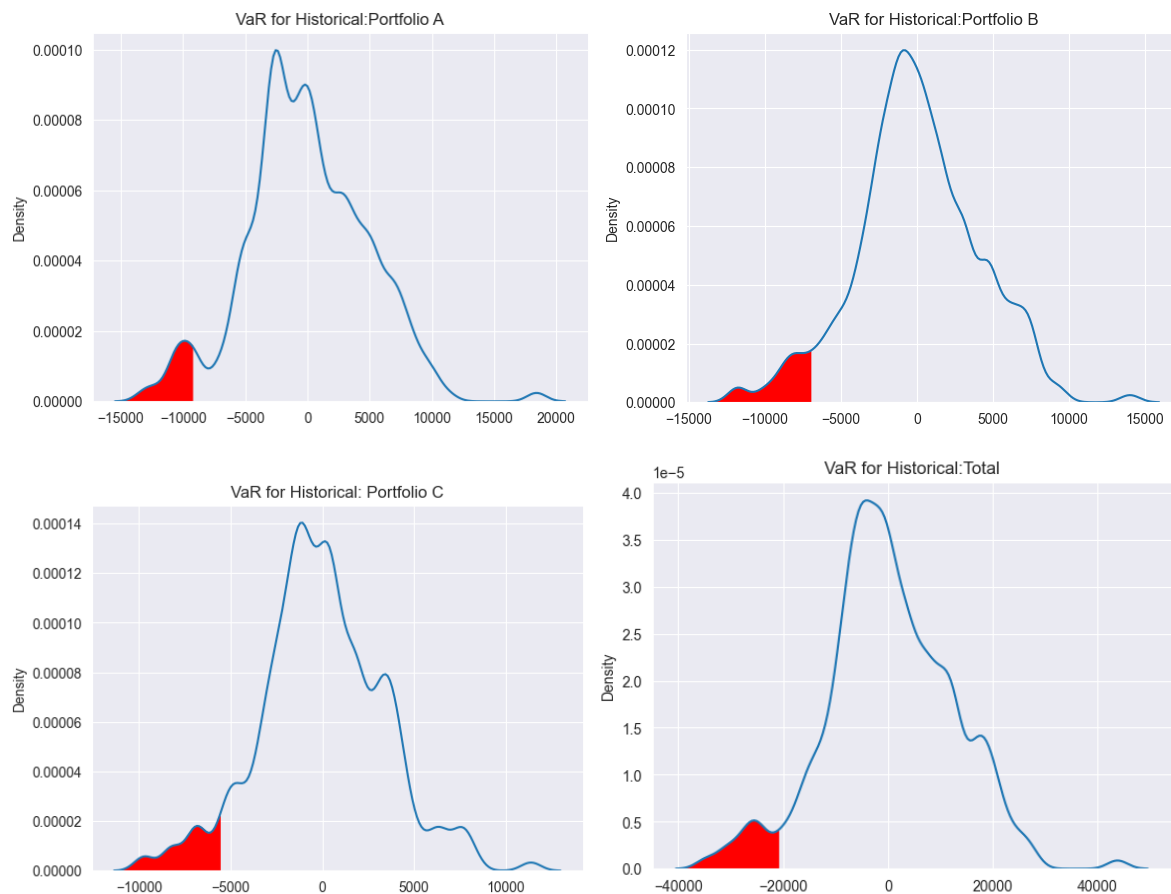 VaR for Historical:Portfolio A
0.00010
0.00008
0.00006
0.00004
0.00002
0.00000
Density
−15000 −10000 −5000 0 5000 10000 15000 20000
VaR for Historical:Portfolio B
0.00012
0.00010
0.00008
0.00006
0.00004
0.00002
0.00000
Density
−15000 −10000 −5000 0 5000 10000 15000
VaR for Historical: Portfolio C
0.00014
0.00012
0.00010
0.00008
0.00006
0.00004
0.00002
0.00000
Density
−10000 −5000 0 5000 10000
VaR for Historical:Total
1e−5
4.0
3.5
3.0
2.5
2.0
1.5
1.0
0.5
0.0
Density
−40000 −20000 0 20000 40000